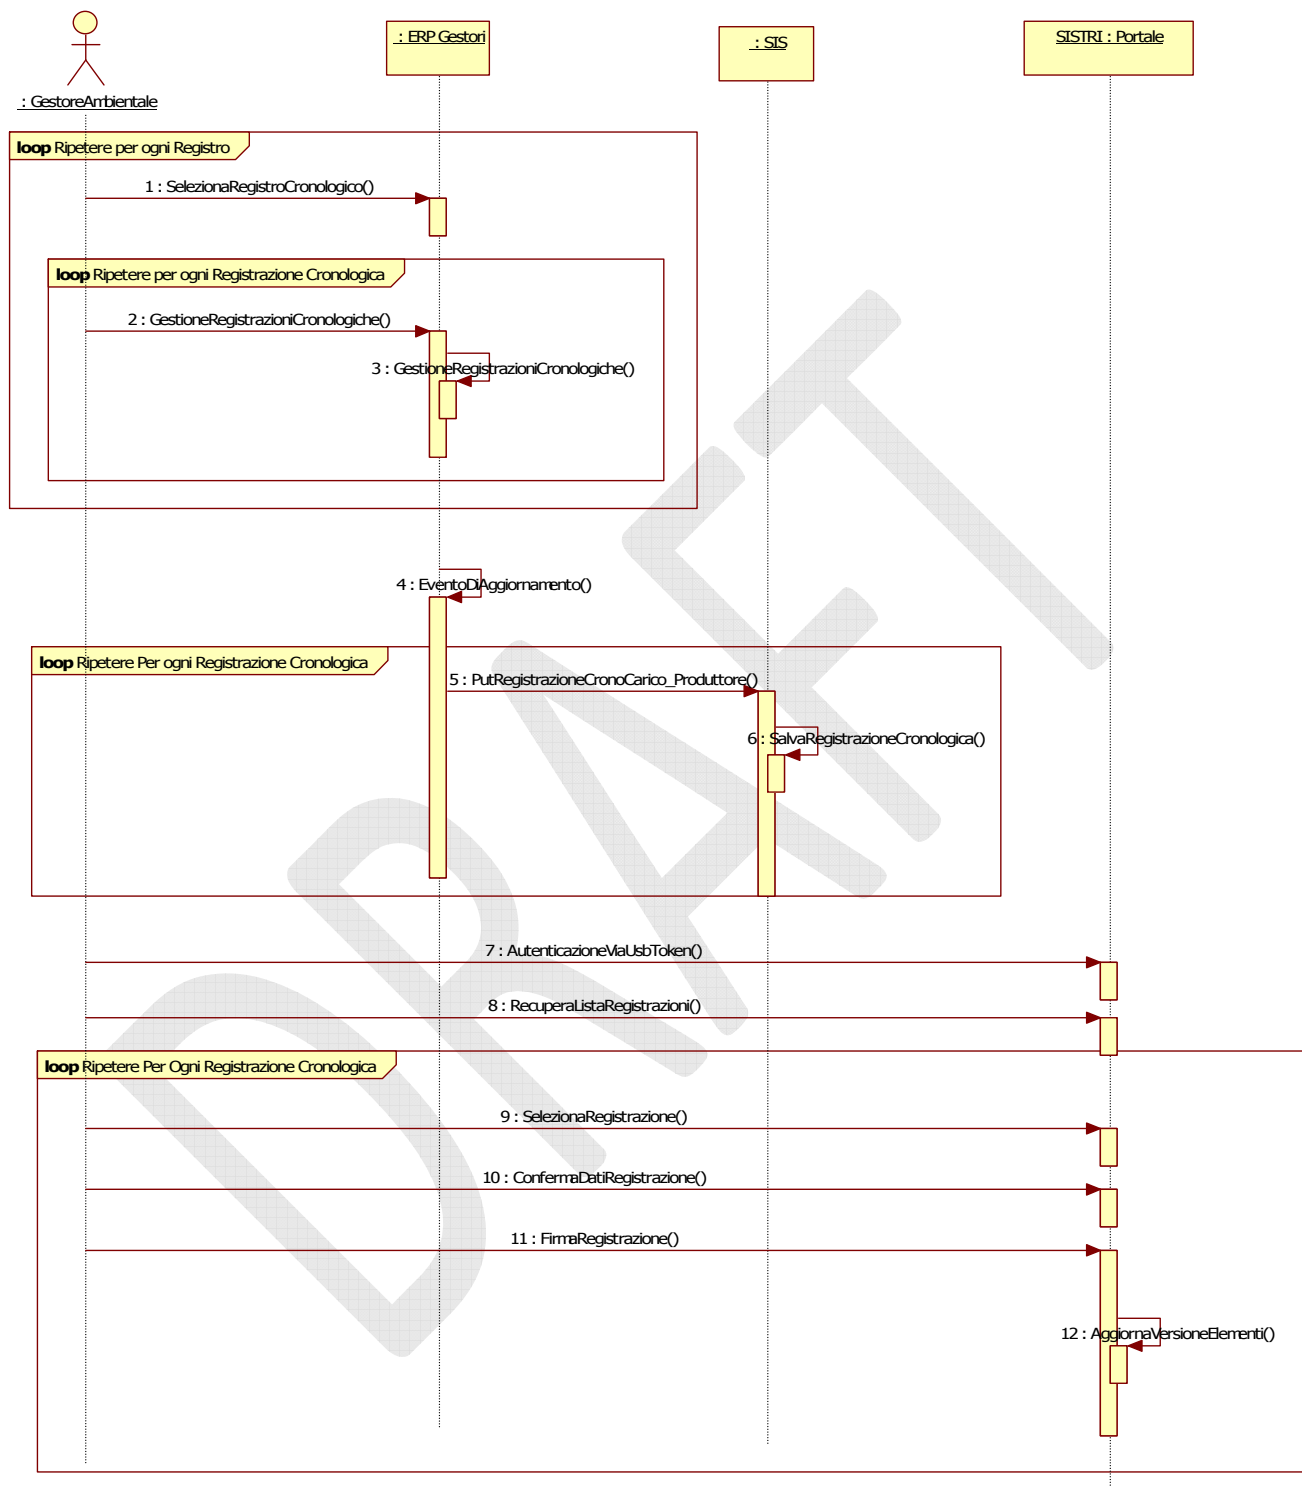 : ERP Gestori
: SIS
SISTRI : Portale
: GestoreAmbientale
loop Ripetere per ogni Registro
1 : SelezionaRegistroCronologico()
loop Ripetere per ogni Registrazione Cronologica
2 : GestioneRegistrazioniCronologiche()
3 : GestioneRegistrazioniCronologiche()
4 : EventoDiAggiornamento()
loop Ripetere Per ogni Registrazione Cronologica
5 : PutRegistrazioneCronoCarico_Produttore()
6 : SalvaRegistrazioneCronologica()
7 : AutenticazioneViaUsbToken()
8 : RecuperaListaRegistrazioni()
loop Ripetere Per Ogni Registrazione Cronologica
9 : SelezionaRegistrazione()
10 : ConfermaDatiRegistrazione()
11 : FirmaRegistrazione()
12 : AggiornaVersioneElementi()
DRAFT